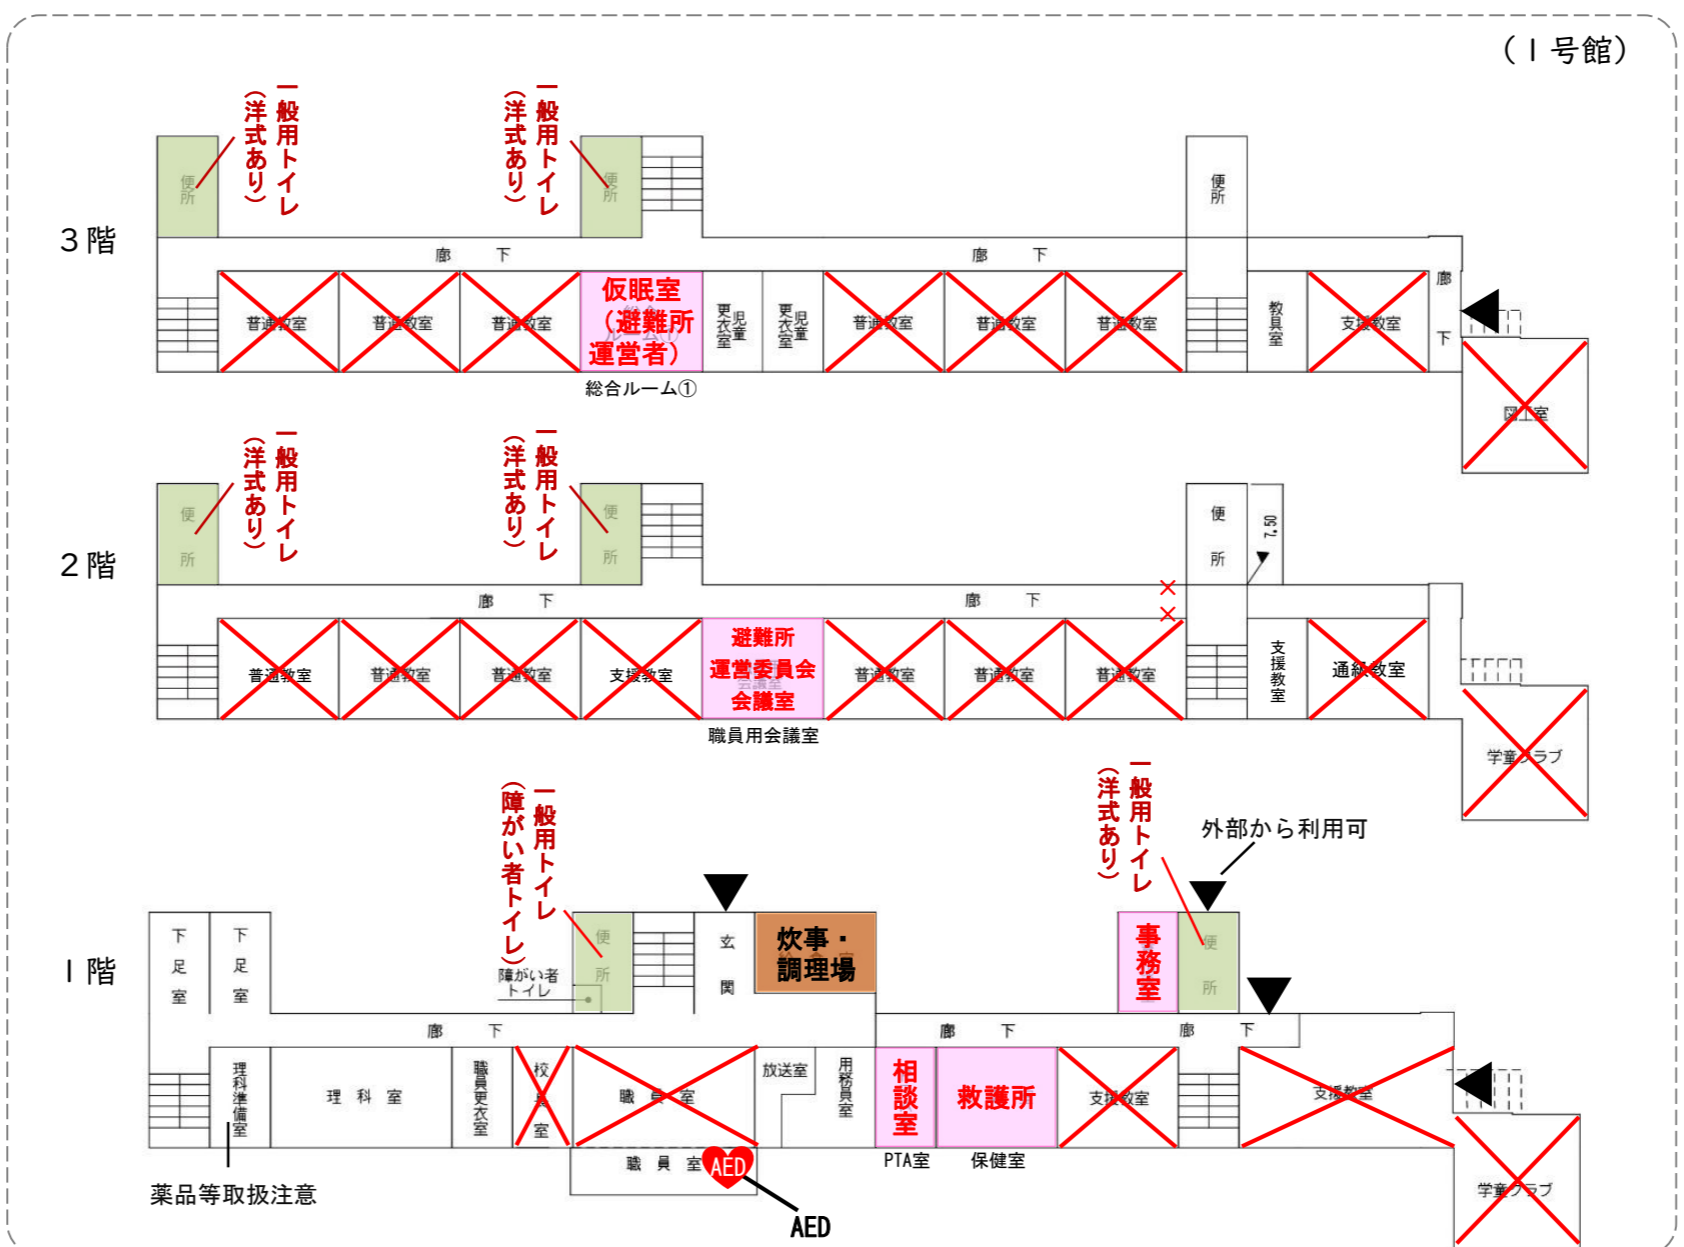 （１号館）
一般用トイレ
（洋式あり）
一般用トイレ
（洋式あり）
便所
便所
便所
３階
廊　下
廊　下
廊　下
普通教室
普通教室
普通教室
仮眠室
（避難所
運営者）
児童
更衣室
児童
更衣室
普通教室
普通教室
普通教室
教具室
支援教室
総合ルーム①
図工室
一般用トイレ
（洋式あり）
一般用トイレ
（洋式あり）
便所
便所
便所
7.50
２階
廊　下
廊　下
普通教室
普通教室
普通教室
支援教室
避難所
運営委員会
会議室
普通教室
普通教室
普通教室
支援教室
通級教室
職員用会議室
学童クラブ
一般用トイレ
（障がい者トイレ）
一般用トイレ
（洋式あり）
外部から利用可
１階
下足室
下足室
便所
障がい者
トイレ
玄関
炊事・
調理場
事務室
便所
廊　下
廊　下
廊　下
理科準備室
理　科　室
職員更衣室
校長室
職　員　室
放送室
用務員室
相談室
救護所
支援教室
支援教室
PTA室
保健室
職　員　室
AED
AED
薬品等取扱注意
学童クラブ